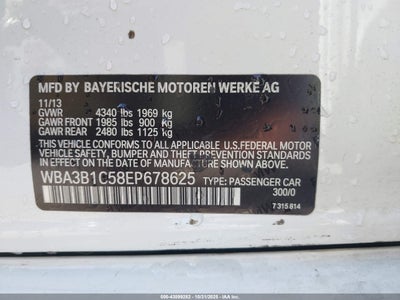 MFD BY BAYERISCHE MOTOREN WERKE AG
11/13
GVWR 4340 lbs 1969 kg
GAWR FRONT 1985 lbs 900 kg
GAWR REAR 2480 lbs 1125 kg
THIS VEHICLE CONFORMS TO ALL APPLICABLE U.S. FEDERAL MOTOR
VEHICLE SAFETY, BUMPER, AND THEFT PREVENTION STANDARDS
IN EFFECT ON THE DATE OF MANUFACTURE SHOWN ABOVE.
WBA3B1C58EP678625 TYPE: PASSENGER CAR
300/0
7 315 814